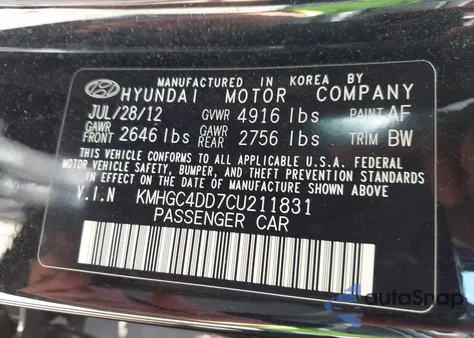 MANUFACTURED IN KOREA BY
HYUNDAI MOTOR COMPANY
JUL/28/12 GVWR 4916 lbs PAINT AF
GAWR FRONT 2646 lbs GAWR REAR 2756 lbs TRIM BW
THIS VEHICLE CONFORMS TO ALL APPLICABLE U.S.A. FEDERAL
MOTOR VEHICLE SAFETY, BUMPER, AND THEFT PREVENTION STANDARDS
IN EFFECT ON THE DATE OF MANUFACTURE SHOWN ABOVE.
V.I.N KMHGC4DD7CU211831
PASSENGER CAR
autoSnap